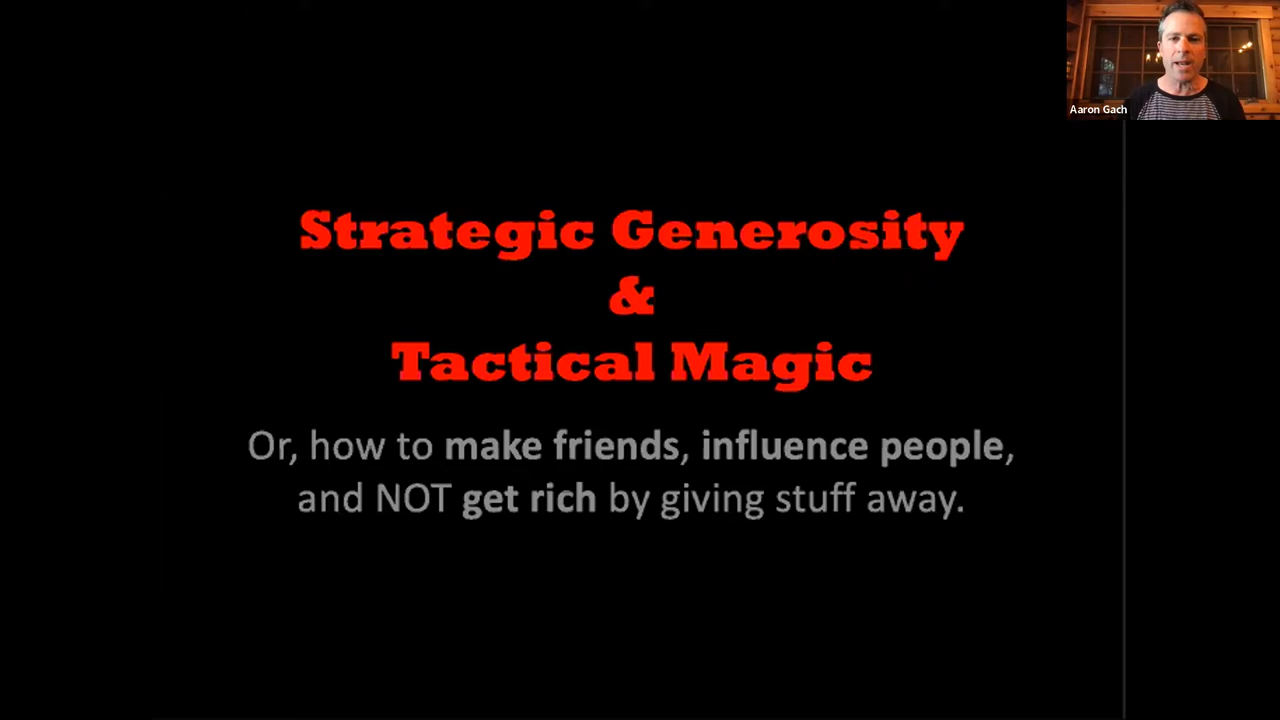 Aaron Gach
Strategic Generosity
&
Tactical Magic
Or, how to make friends, influence people,
and NOT get rich by giving stuff away.